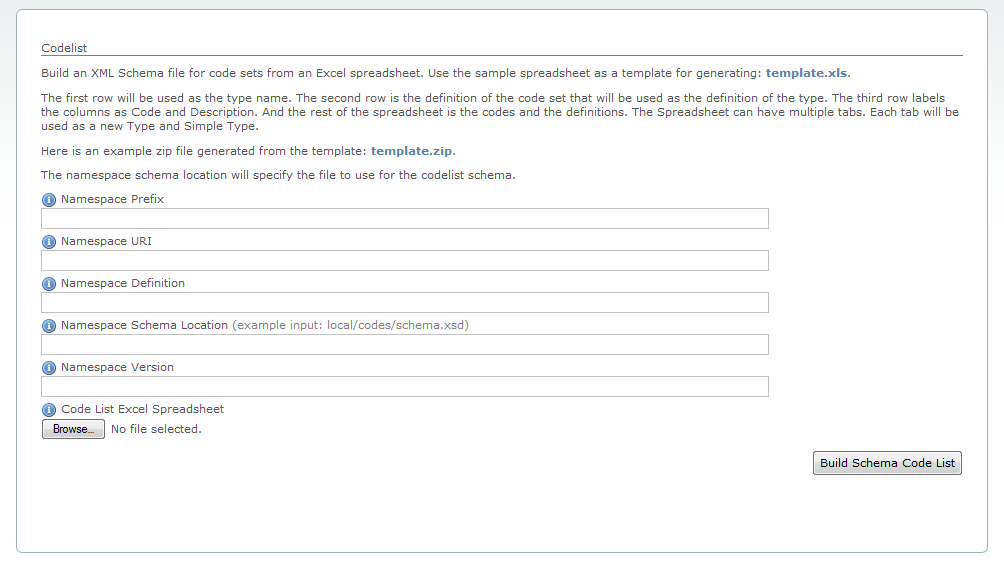 Codelist
Build an XML Schema file for code sets from an Excel spreadsheet. Use the sample spreadsheet as a template for generating: template.xls.
The first row will be used as the type name. The second row is the definition of the code set that will be used as the definition of the type. The third row labels
the columns as Code and Description. And the rest of the spreadsheet is the codes and the definitions. The Spreadsheet can have multiple tabs. Each tab will be
used as a new Type and Simple Type.
Here is an example zip file generated from the template: template.zip.
The namespace schema location will specify the file to use for the codelist schema.
i Namespace Prefix
i Namespace URI
i Namespace Definition
i Namespace Schema Location (example input: local/codes/schema.xsd)
i Namespace Version
i Code List Excel Spreadsheet
Browse... No file selected.
Build Schema Code List